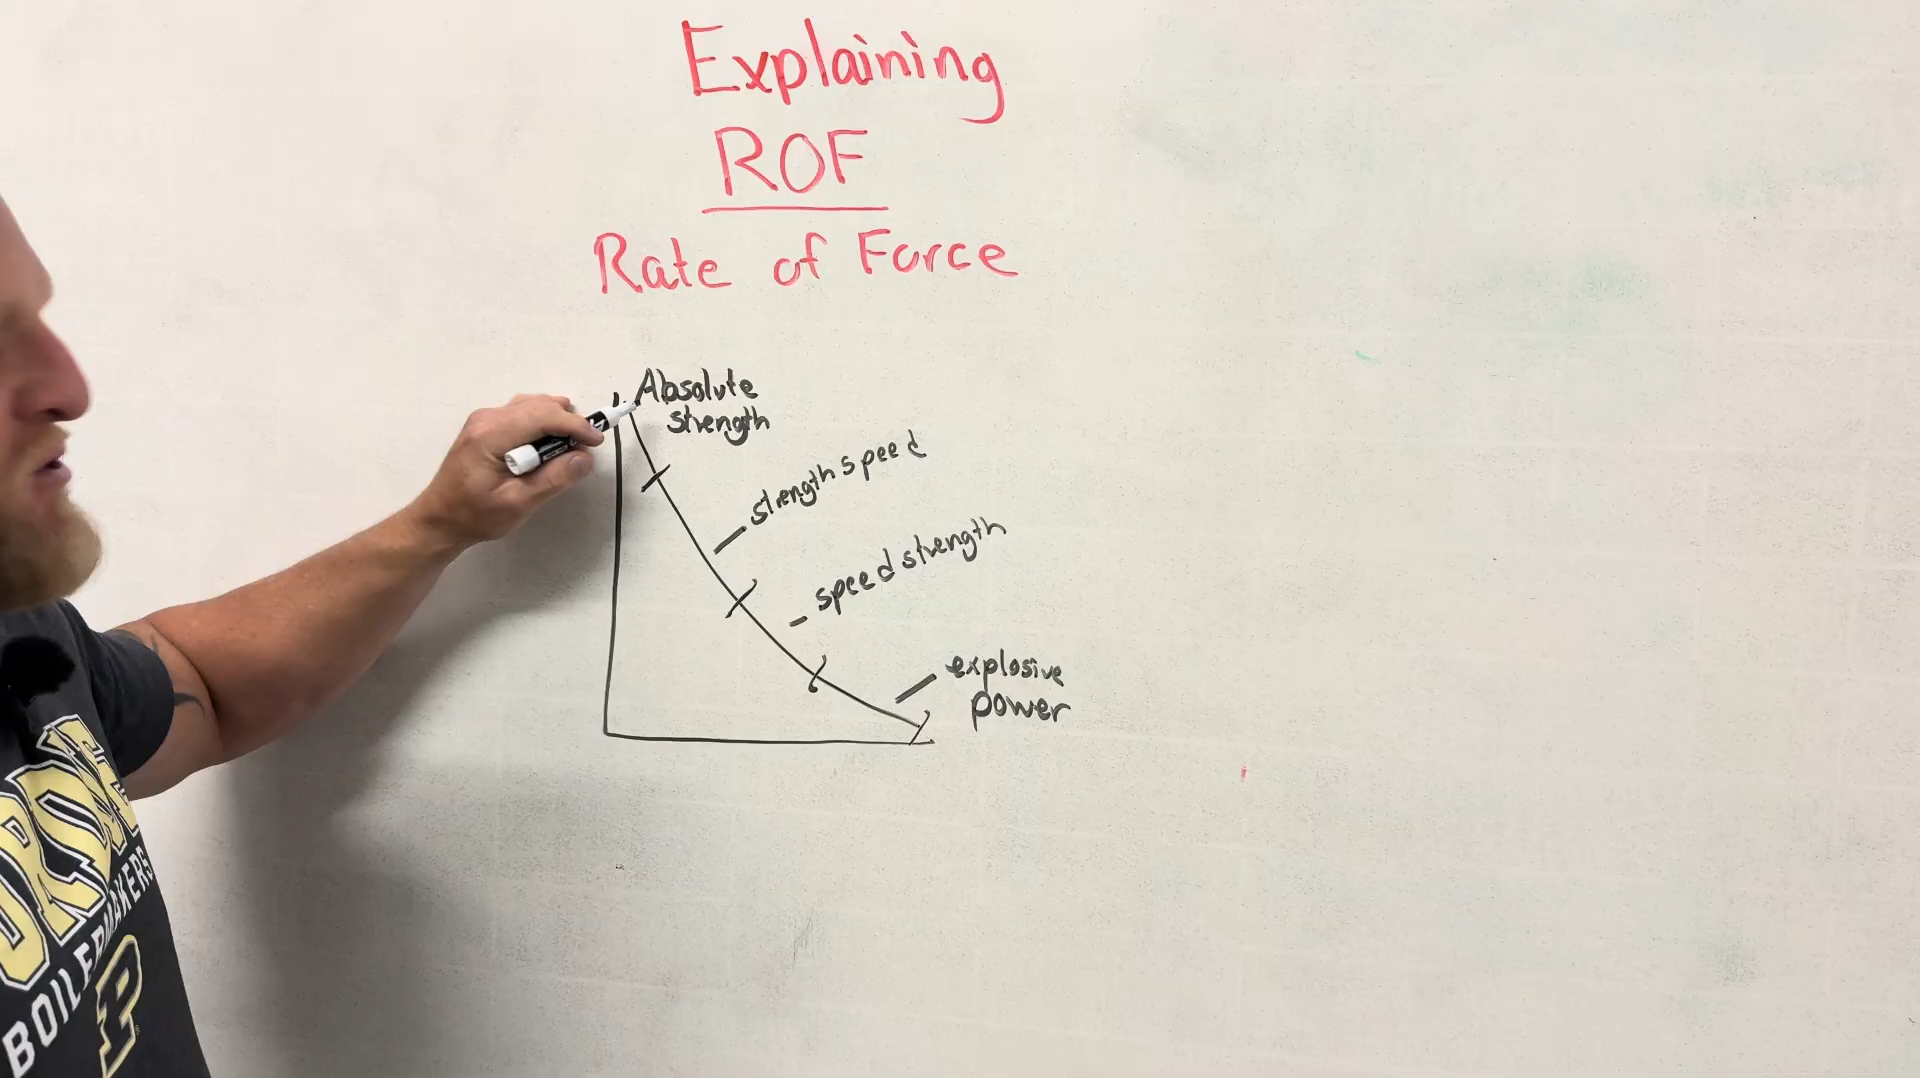 Explaining
ROF
Rate of Force
Absolute
strength
strength speed
speed strength
explosive
power
BOILERMAKERS
P